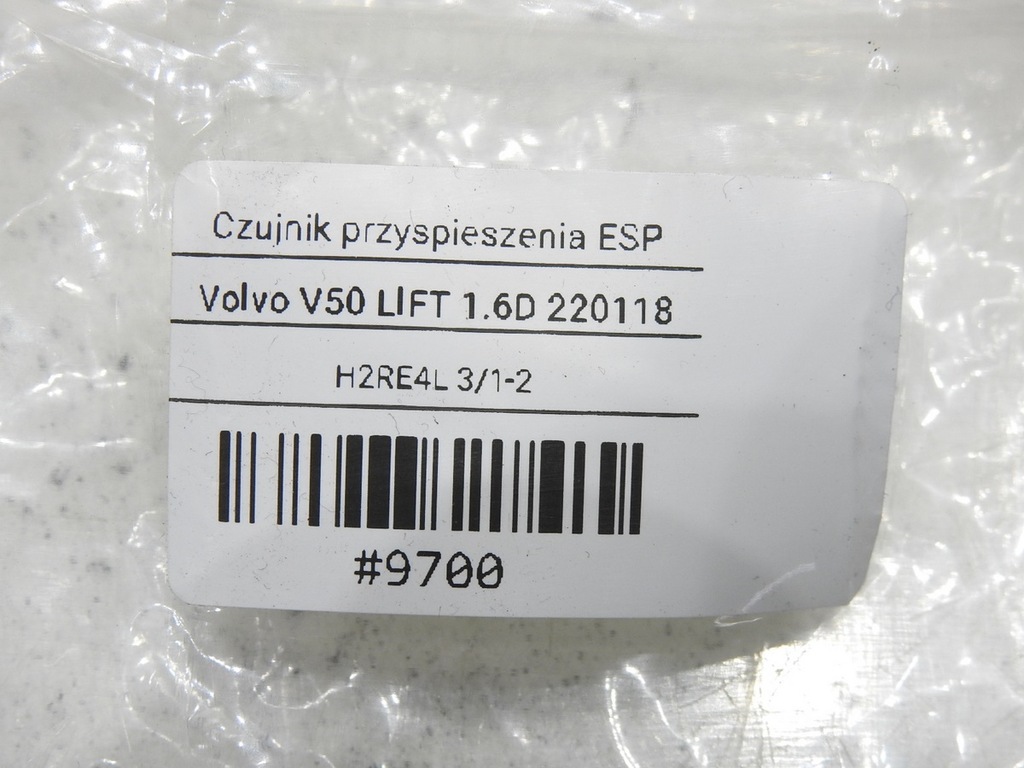 Czujnik przyspieszenia ESP
Volvo V50 LIFT 1.6D 220118
H2RE4L 3/1-2
#9700